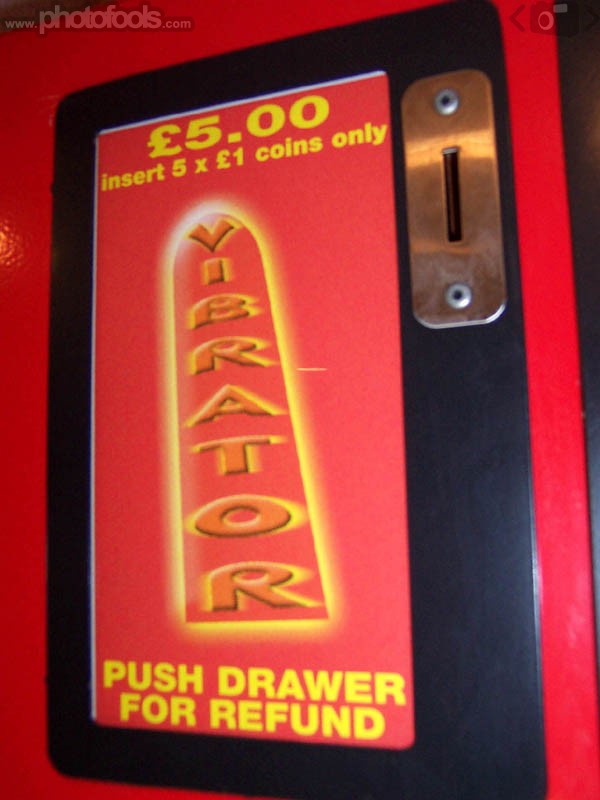 www.photofools.com
£5.00
insert 5 x £1 coins only
VIBRATOR
PUSH DRAWER
FOR REFUND